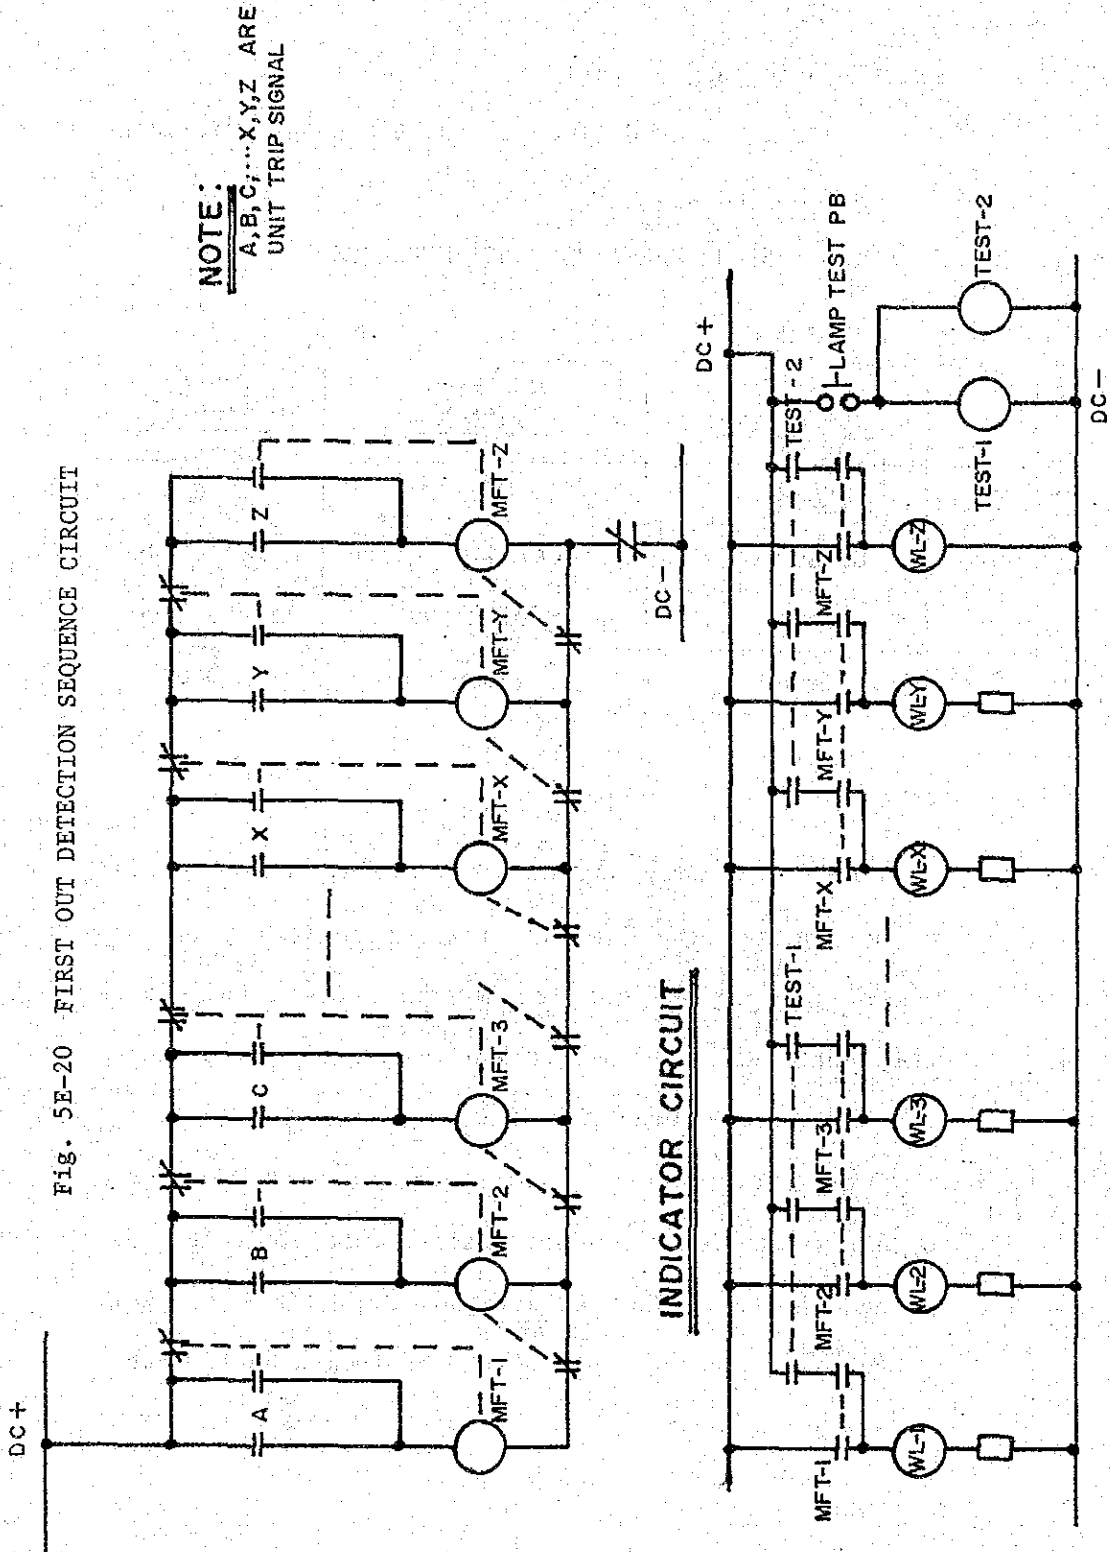 Fig. 5E-20 FIRST OUT DETECTION SEQUENCE CIRCUIT
NOTE:
A,B,C,...X,Y,Z ARE
UNIT TRIP SIGNAL
DC+
A
B
C
X
Y
Z
MFT-1
MFT-2
MFT-3
MFT-X
MFT-Y
MFT-Z
DC-
INDICATOR CIRCUIT
DC+
TEST-1
TEST-2
LAMP TEST PB
MFT-1
MFT-2
MFT-3
MFT-X
MFT-Y
MFT-Z
WL-1
WL-2
WL-3
WL-X
WL-Y
WL-Z
TEST-1
TEST-2
DC-